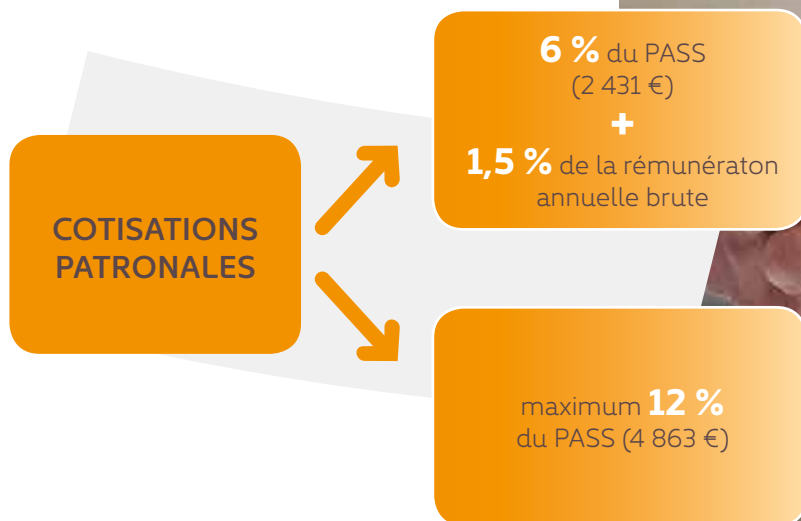 6 % du PASS
(2 431 €)
+
1,5 % de la rémunératon
annuelle brute
COTISATIONS
PATRONALES
maximum 12 %
du PASS (4 863 €)